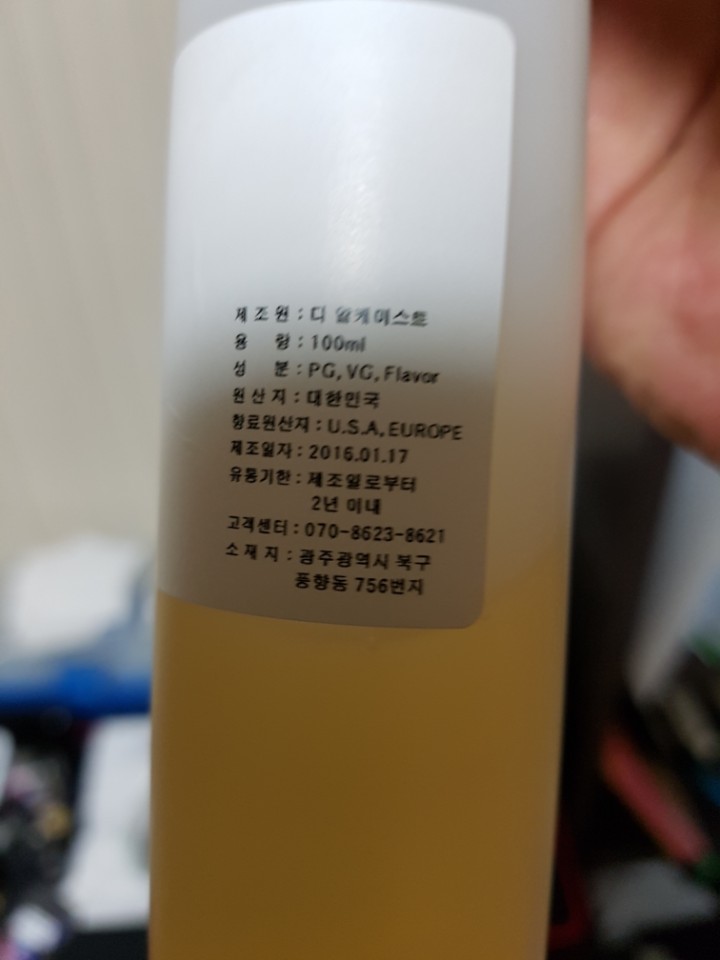 제조원 : 디 알케미스트
용 량 : 100ml
성 분 : PG, VG, Flavor
원산지 : 대한민국
향료원산지 : U.S.A, EUROPE
제조일자 : 2016.01.17
유통기한 : 제조일로부터
2년 이내
고객센터 : 070-8623-8621
소재지 : 광주광역시 북구
풍향동 756번지